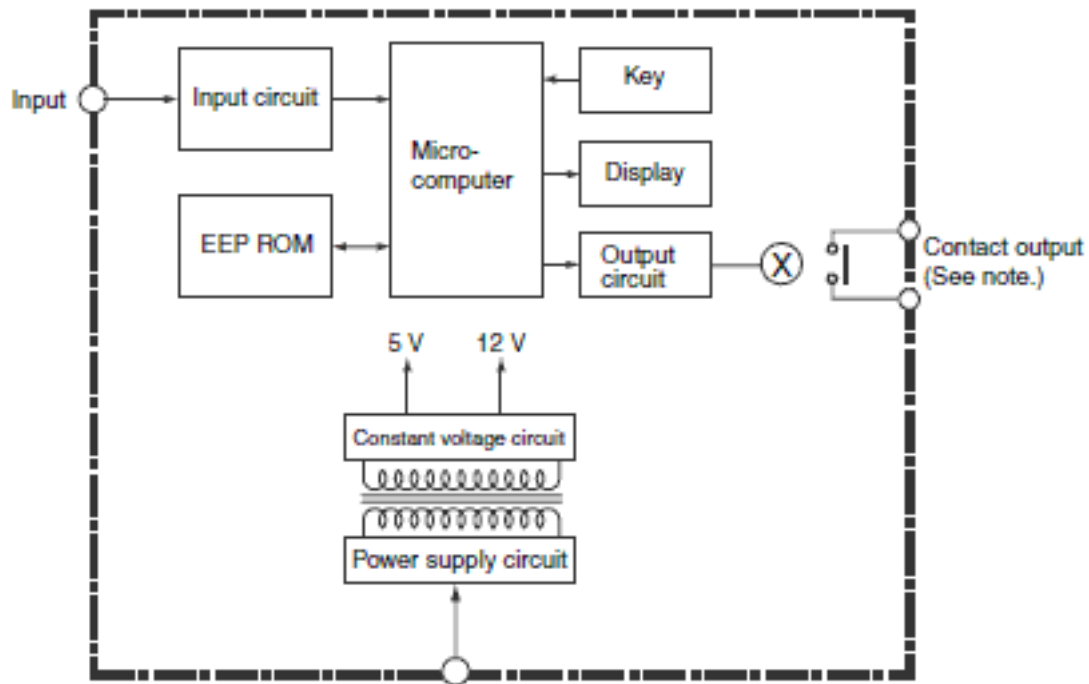 Input
Input circuit
Micro-
computer
Key
Display
EEP ROM
Output
circuit
X
Contact output
(See note.)
5 V
12 V
Constant voltage circuit
Power supply circuit